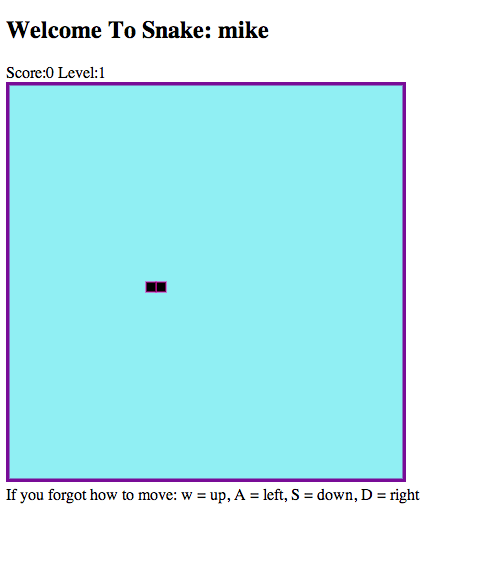 Welcome To Snake: mike
Score:0 Level:1
If you forgot how to move: w = up, A = left, S = down, D = right